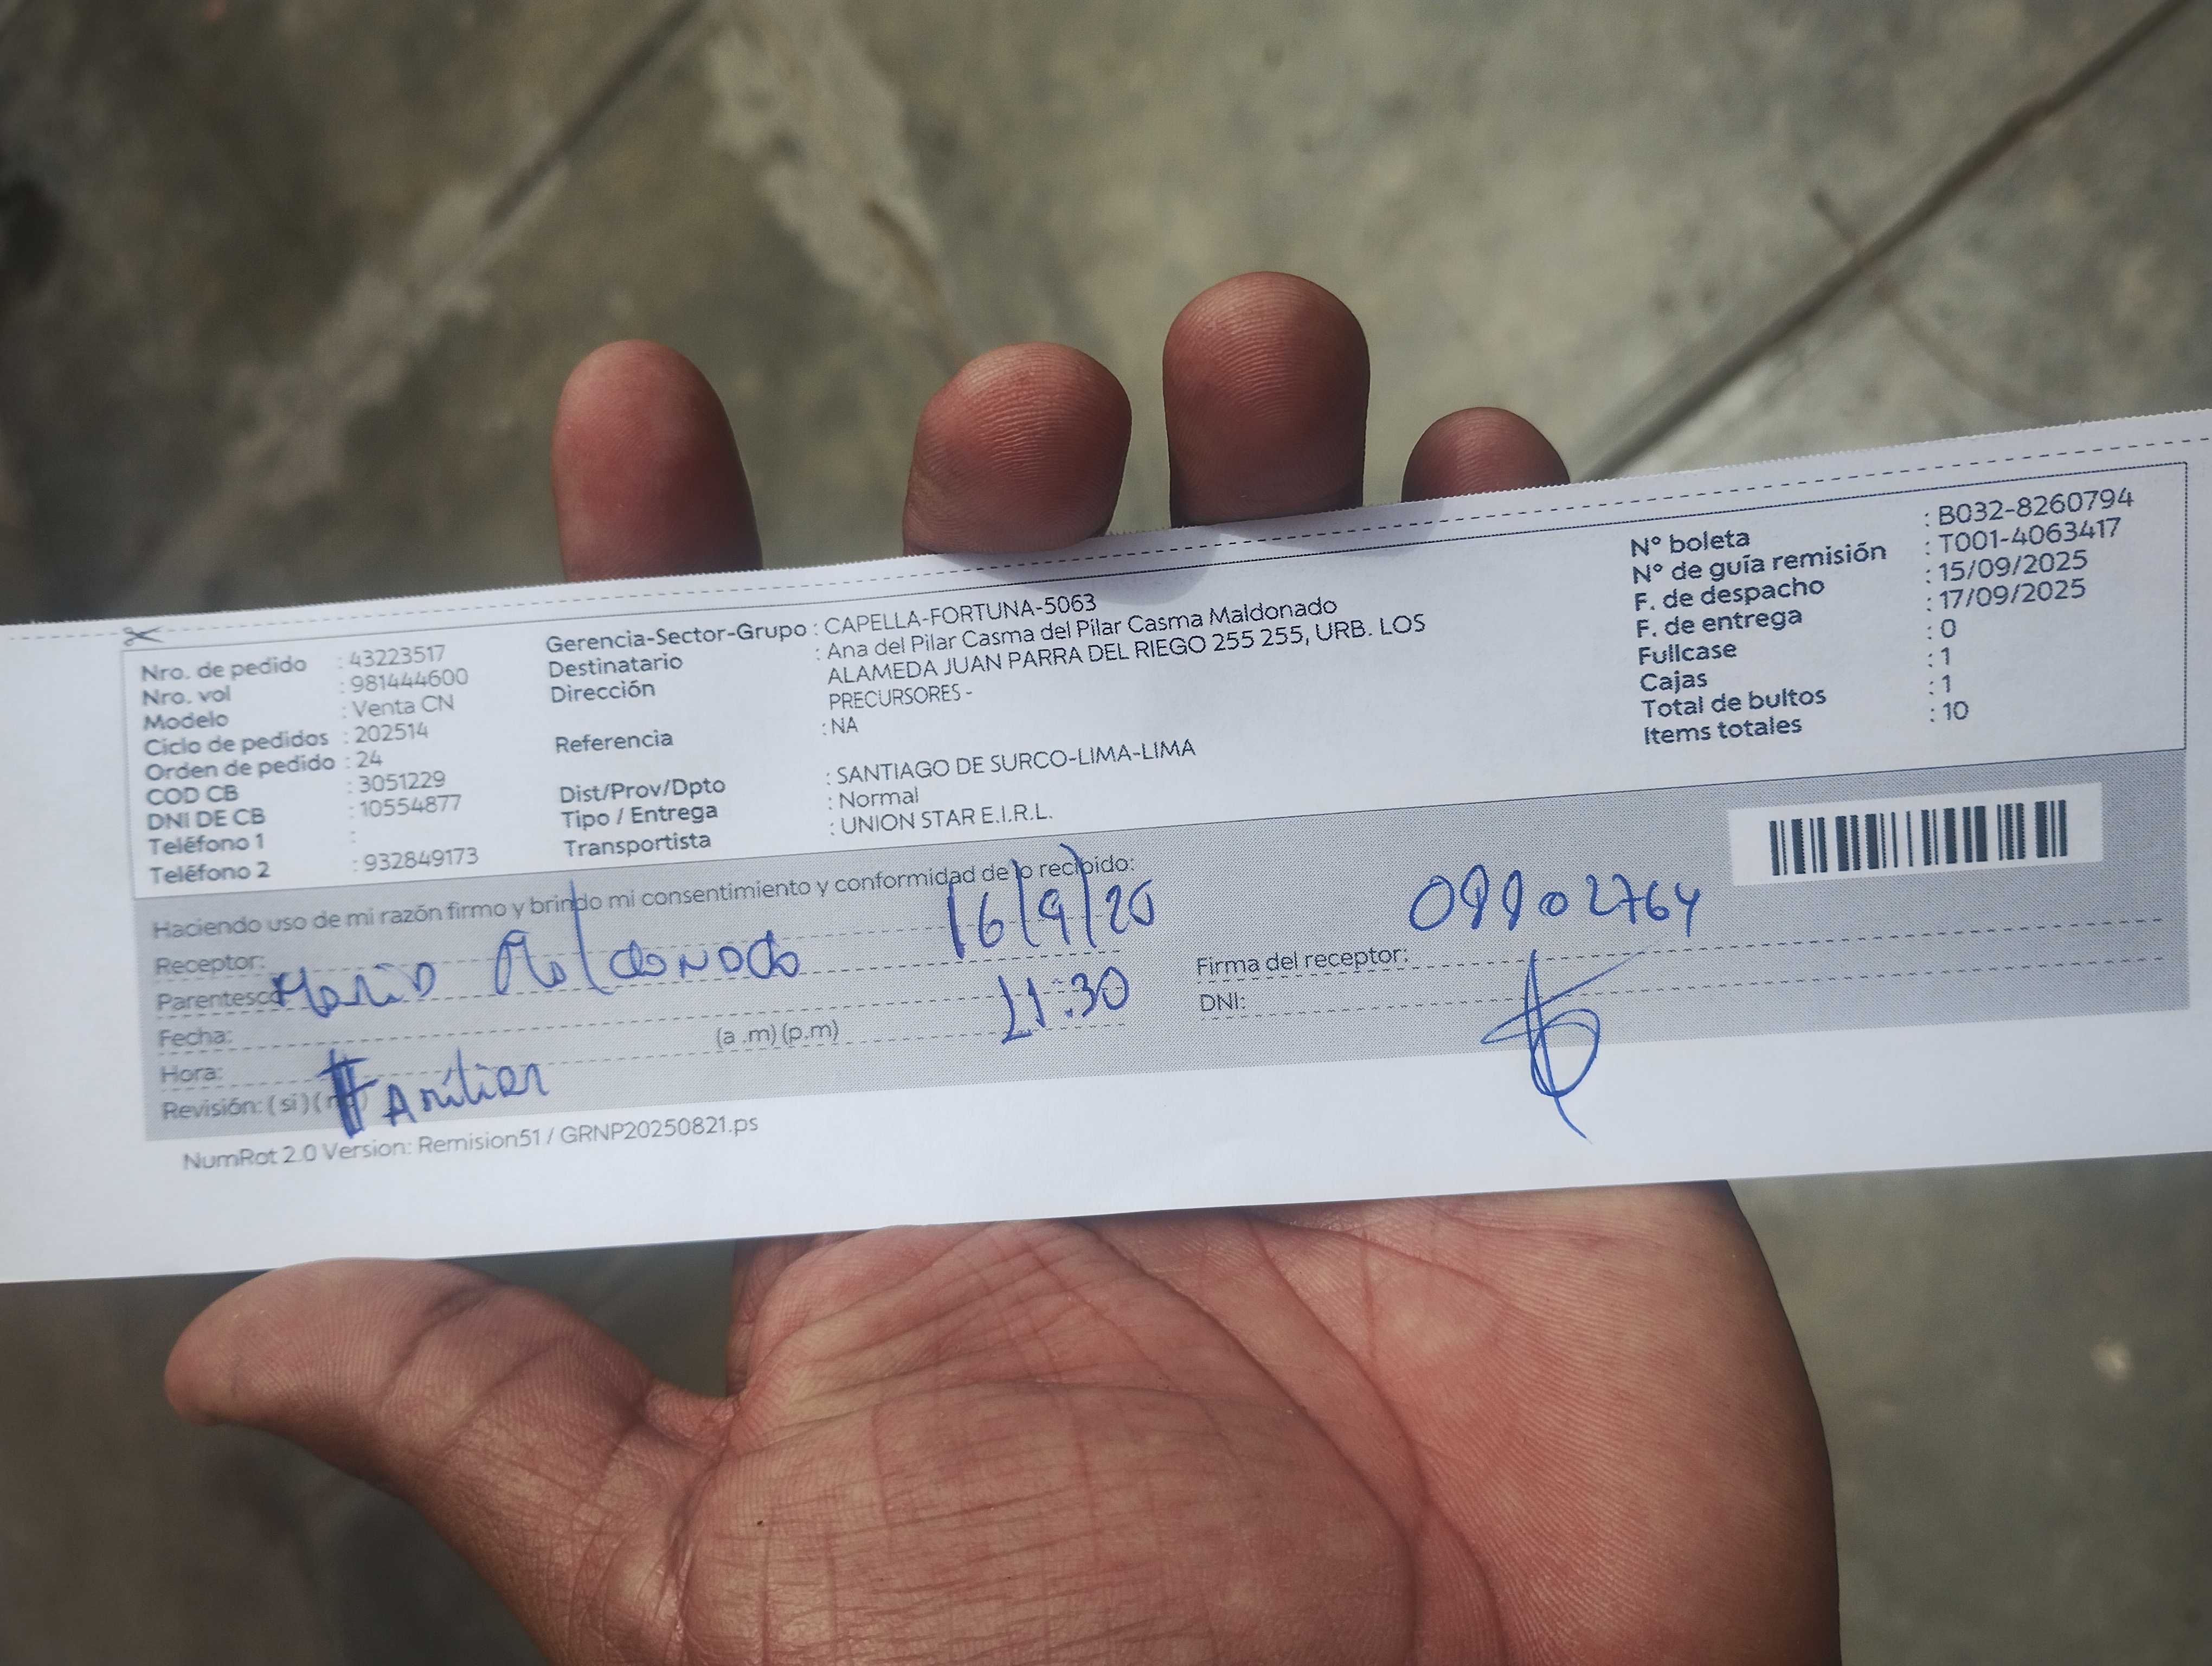 Nro. de pedido : 43223517
Nro. vol : 981444600
Modelo : Venta CN
Ciclo de pedidos : 202514
Orden de pedido : 24
COD CB : 3051229
DNI DE CB : 10554877
Teléfono 1 :
Teléfono 2 : 932849173
Gerencia-Sector-Grupo : CAPELLA-FORTUNA-5063
Destinatario : Ana del Pilar Casma del Pilar Casma Maldonado
Dirección ALAMEDA JUAN PARRA DEL RIEGO 255 255, URB. LOS
PRECURSORES -
Referencia : NA
Dist/Prov/Dpto : SANTIAGO DE SURCO-LIMA-LIMA
Tipo / Entrega : Normal
Transportista : UNION STAR E.I.R.L.
N° boleta : B032-8260794
N° de guía remisión : T001-4063417
F. de despacho : 15/09/2025
F. de entrega : 17/09/2025
Fullcase : 0
Cajas : 1
Total de bultos : 1
Items totales : 10
Haciendo uso de mi razón firmo y brindo mi consentimiento y conformidad de lo recibido:
Receptor: 16/9/20
Parentesco: Maldonado
Fecha: 11:30
Hora: (a .m) (p.m)
Revisión: ( si ) ( no ) Familiar
Firma del receptor:
DNI:
NumRot 2.0 Version: Remision51 / GRNP20250821.ps